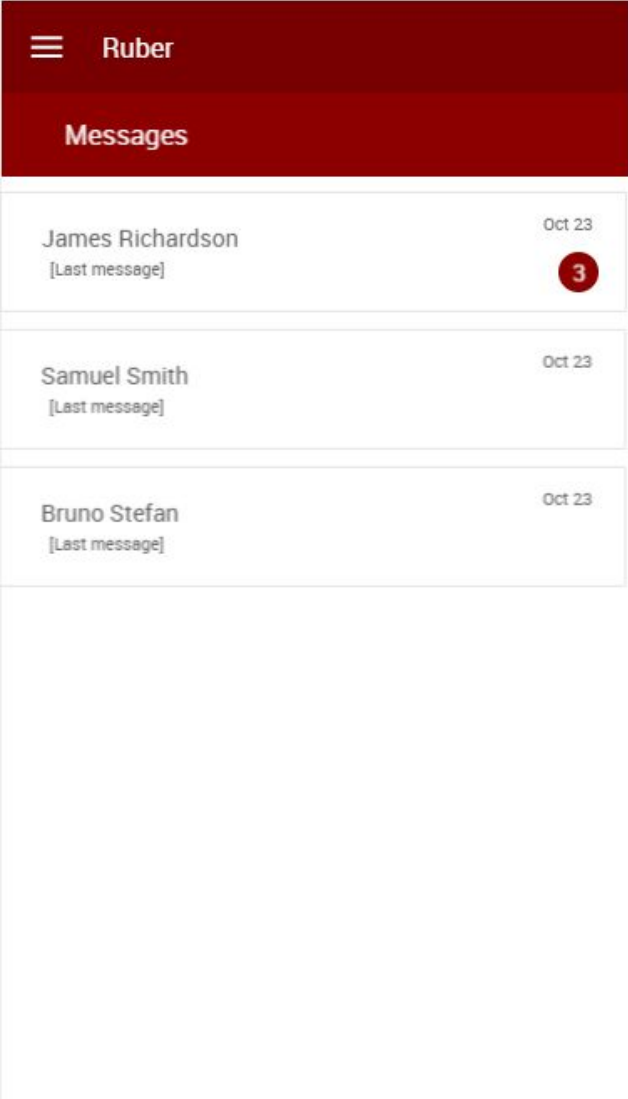 Ruber
Messages
James Richardson
Oct 23
[Last message]
3
Samuel Smith
Oct 23
[Last message]
Bruno Stefan
Oct 23
[Last message]